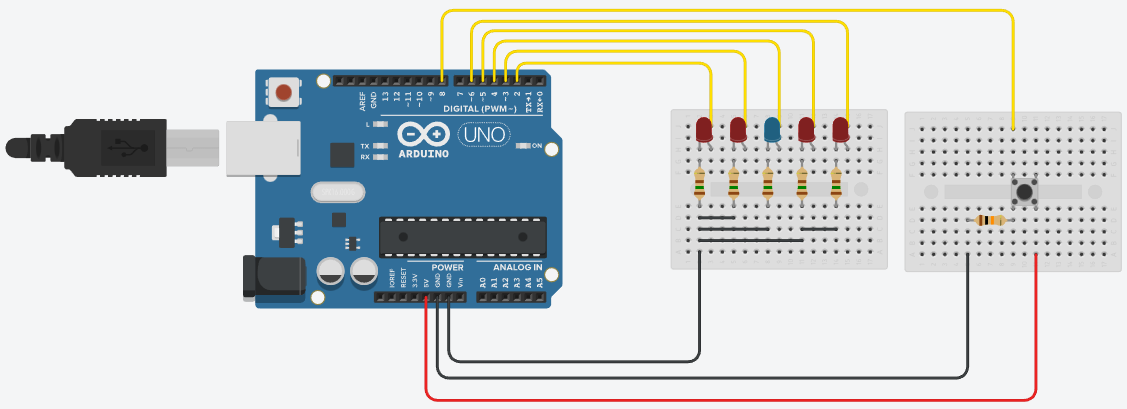 AREF
GND
13
12
~11
~10
~9
8
7
~6
~5
4
~3
2
TX→1
RX←0
DIGITAL (PWM~)
L
TX
RX
UNO
ON
ARDUINO
POWER
ANALOG IN
IOREF
RESET
3.3V
5V
GND
GND
Vin
A0
A1
A2
A3
A4
A5